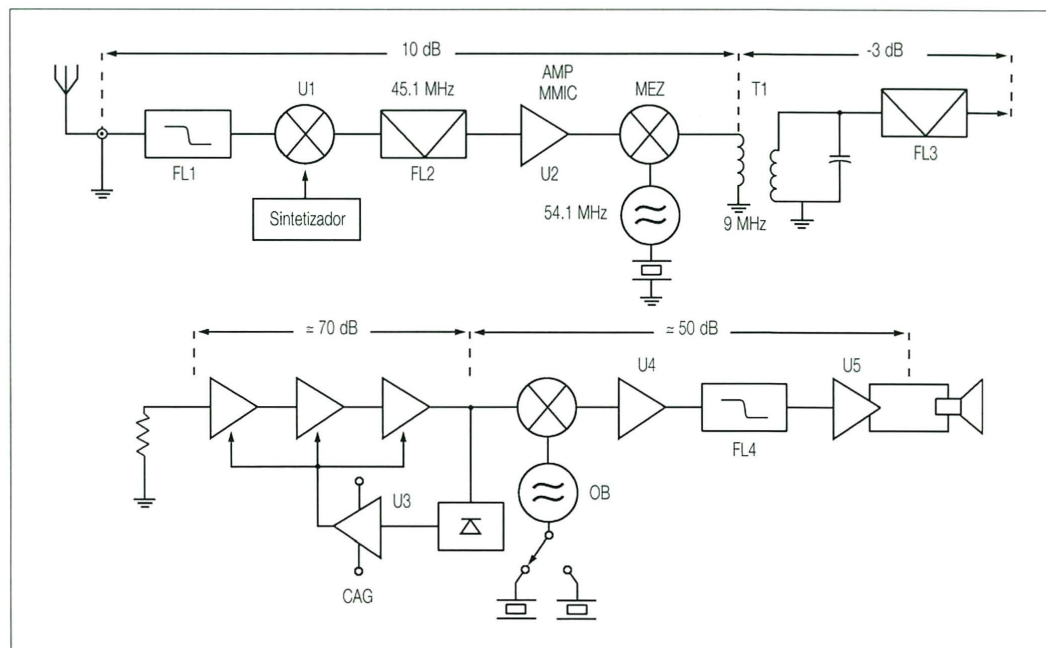 10 dB
-3 dB
U1
45.1 MHz
AMP
MMIC
MEZ
T1
FL1
FL2
U2
FL3
Sintetizador
54.1 MHz
9 MHz
≃ 70 dB
≃ 50 dB
U4
U5
FL4
U3
OB
CAG